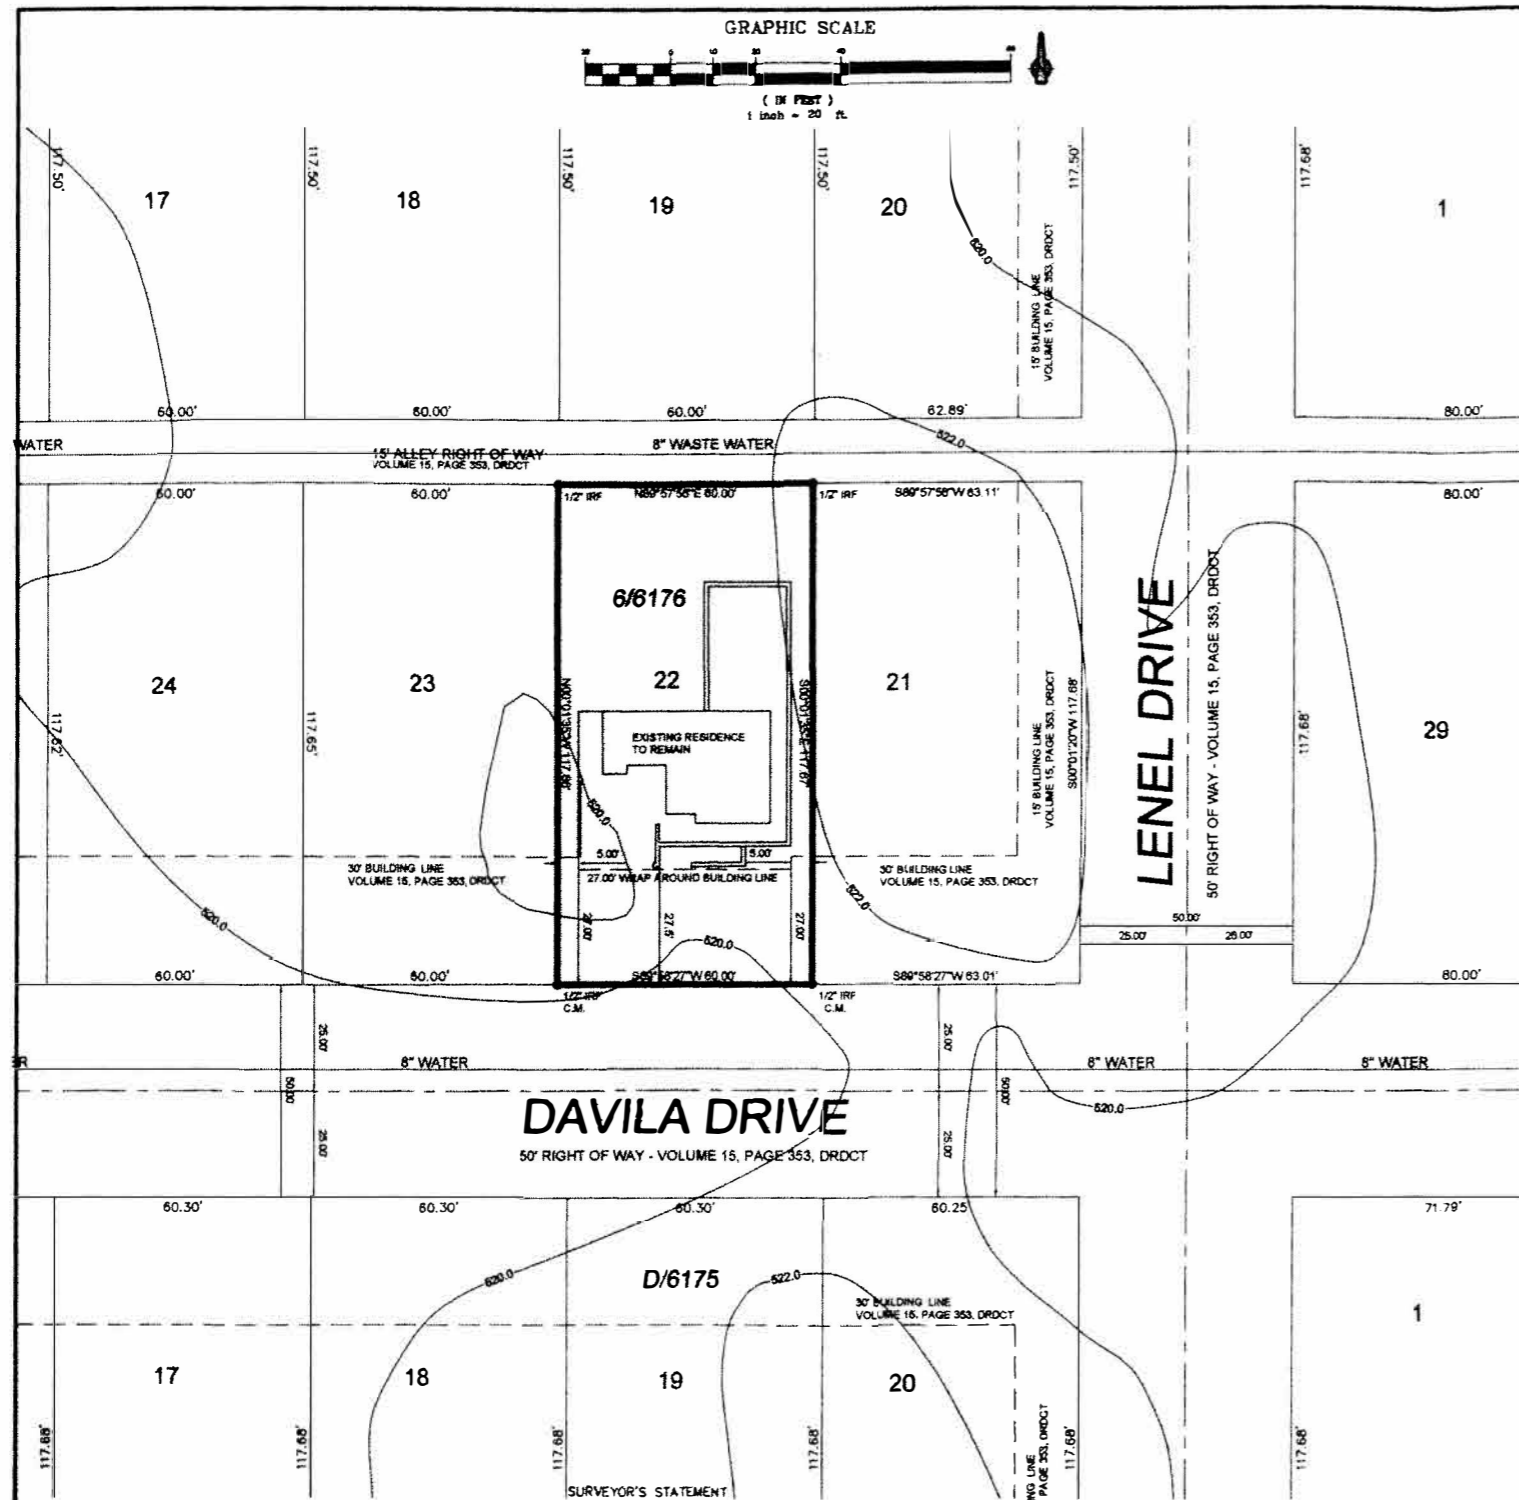 GRAPHIC SCALE
( IN FEET )
1 inch = 20 ft.
117.50'
117.50'
117.50'
117.50'
117.50'
117.68'
17
18
19
20
1
520.0
15' BUILDING LINE
VOLUME 15, PAGE 353, DRDCT
60.00'
60.00'
60.00'
62.89'
80.00'
WATER
15' ALLEY RIGHT OF WAY
VOLUME 15, PAGE 353, DRDCT
8" WASTE WATER
522.0
60.00'
60.00'
1/2" IRF
N89°57'56"E 60.00'
1/2" IRF
S89°57'56"W 63.11'
80.00'
6/6176
24
23
22
21
29
117.62'
117.65'
EXISTING RESIDENCE
TO REMAIN
15' BUILDING LINE
VOLUME 15, PAGE 353, DRDCT
S00°01'20"W 117.68'
LENEL DRIVE
50' RIGHT OF WAY - VOLUME 15, PAGE 353, DRDCT
117.68'
520.0
5.00'
5.00'
30' BUILDING LINE
VOLUME 15, PAGE 353, DRDCT
27.00' WRAP AROUND BUILDING LINE
30' BUILDING LINE
VOLUME 15, PAGE 353, DRDCT
522.0
520.0
27.00'
27.5'
27.00'
520.0
50.00'
25.00'
60.00'
60.00'
S89°58'27"W 60.00'
S89°58'27"W 63.01'
80.00'
1/2" IRF
C.M.
1/2" IRF
C.M.
25.00'
25.00'
8" WATER
8" WATER
8" WATER
50.00'
50.00'
520.0
DAVILA DRIVE
50' RIGHT OF WAY - VOLUME 15, PAGE 353, DRDCT
25.00'
25.00'
60.30'
60.30'
60.30'
60.25'
71.79'
520.0
D/6175
522.0
30' BUILDING LINE
VOLUME 15, PAGE 353, DRDCT
17
18
19
20
1
117.68'
117.68'
117.68'
117.68'
117.68'
PAGE 353, DRDCT
SURVEYOR'S STATEMENT